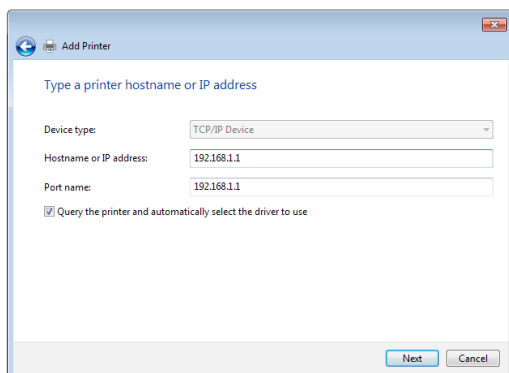 Add Printer
Type a printer hostname or IP address
Device type: TCP/IP Device
Hostname or IP address: 192.168.1.1
Port name: 192.168.1.1
Query the printer and automatically select the driver to use
Next Cancel